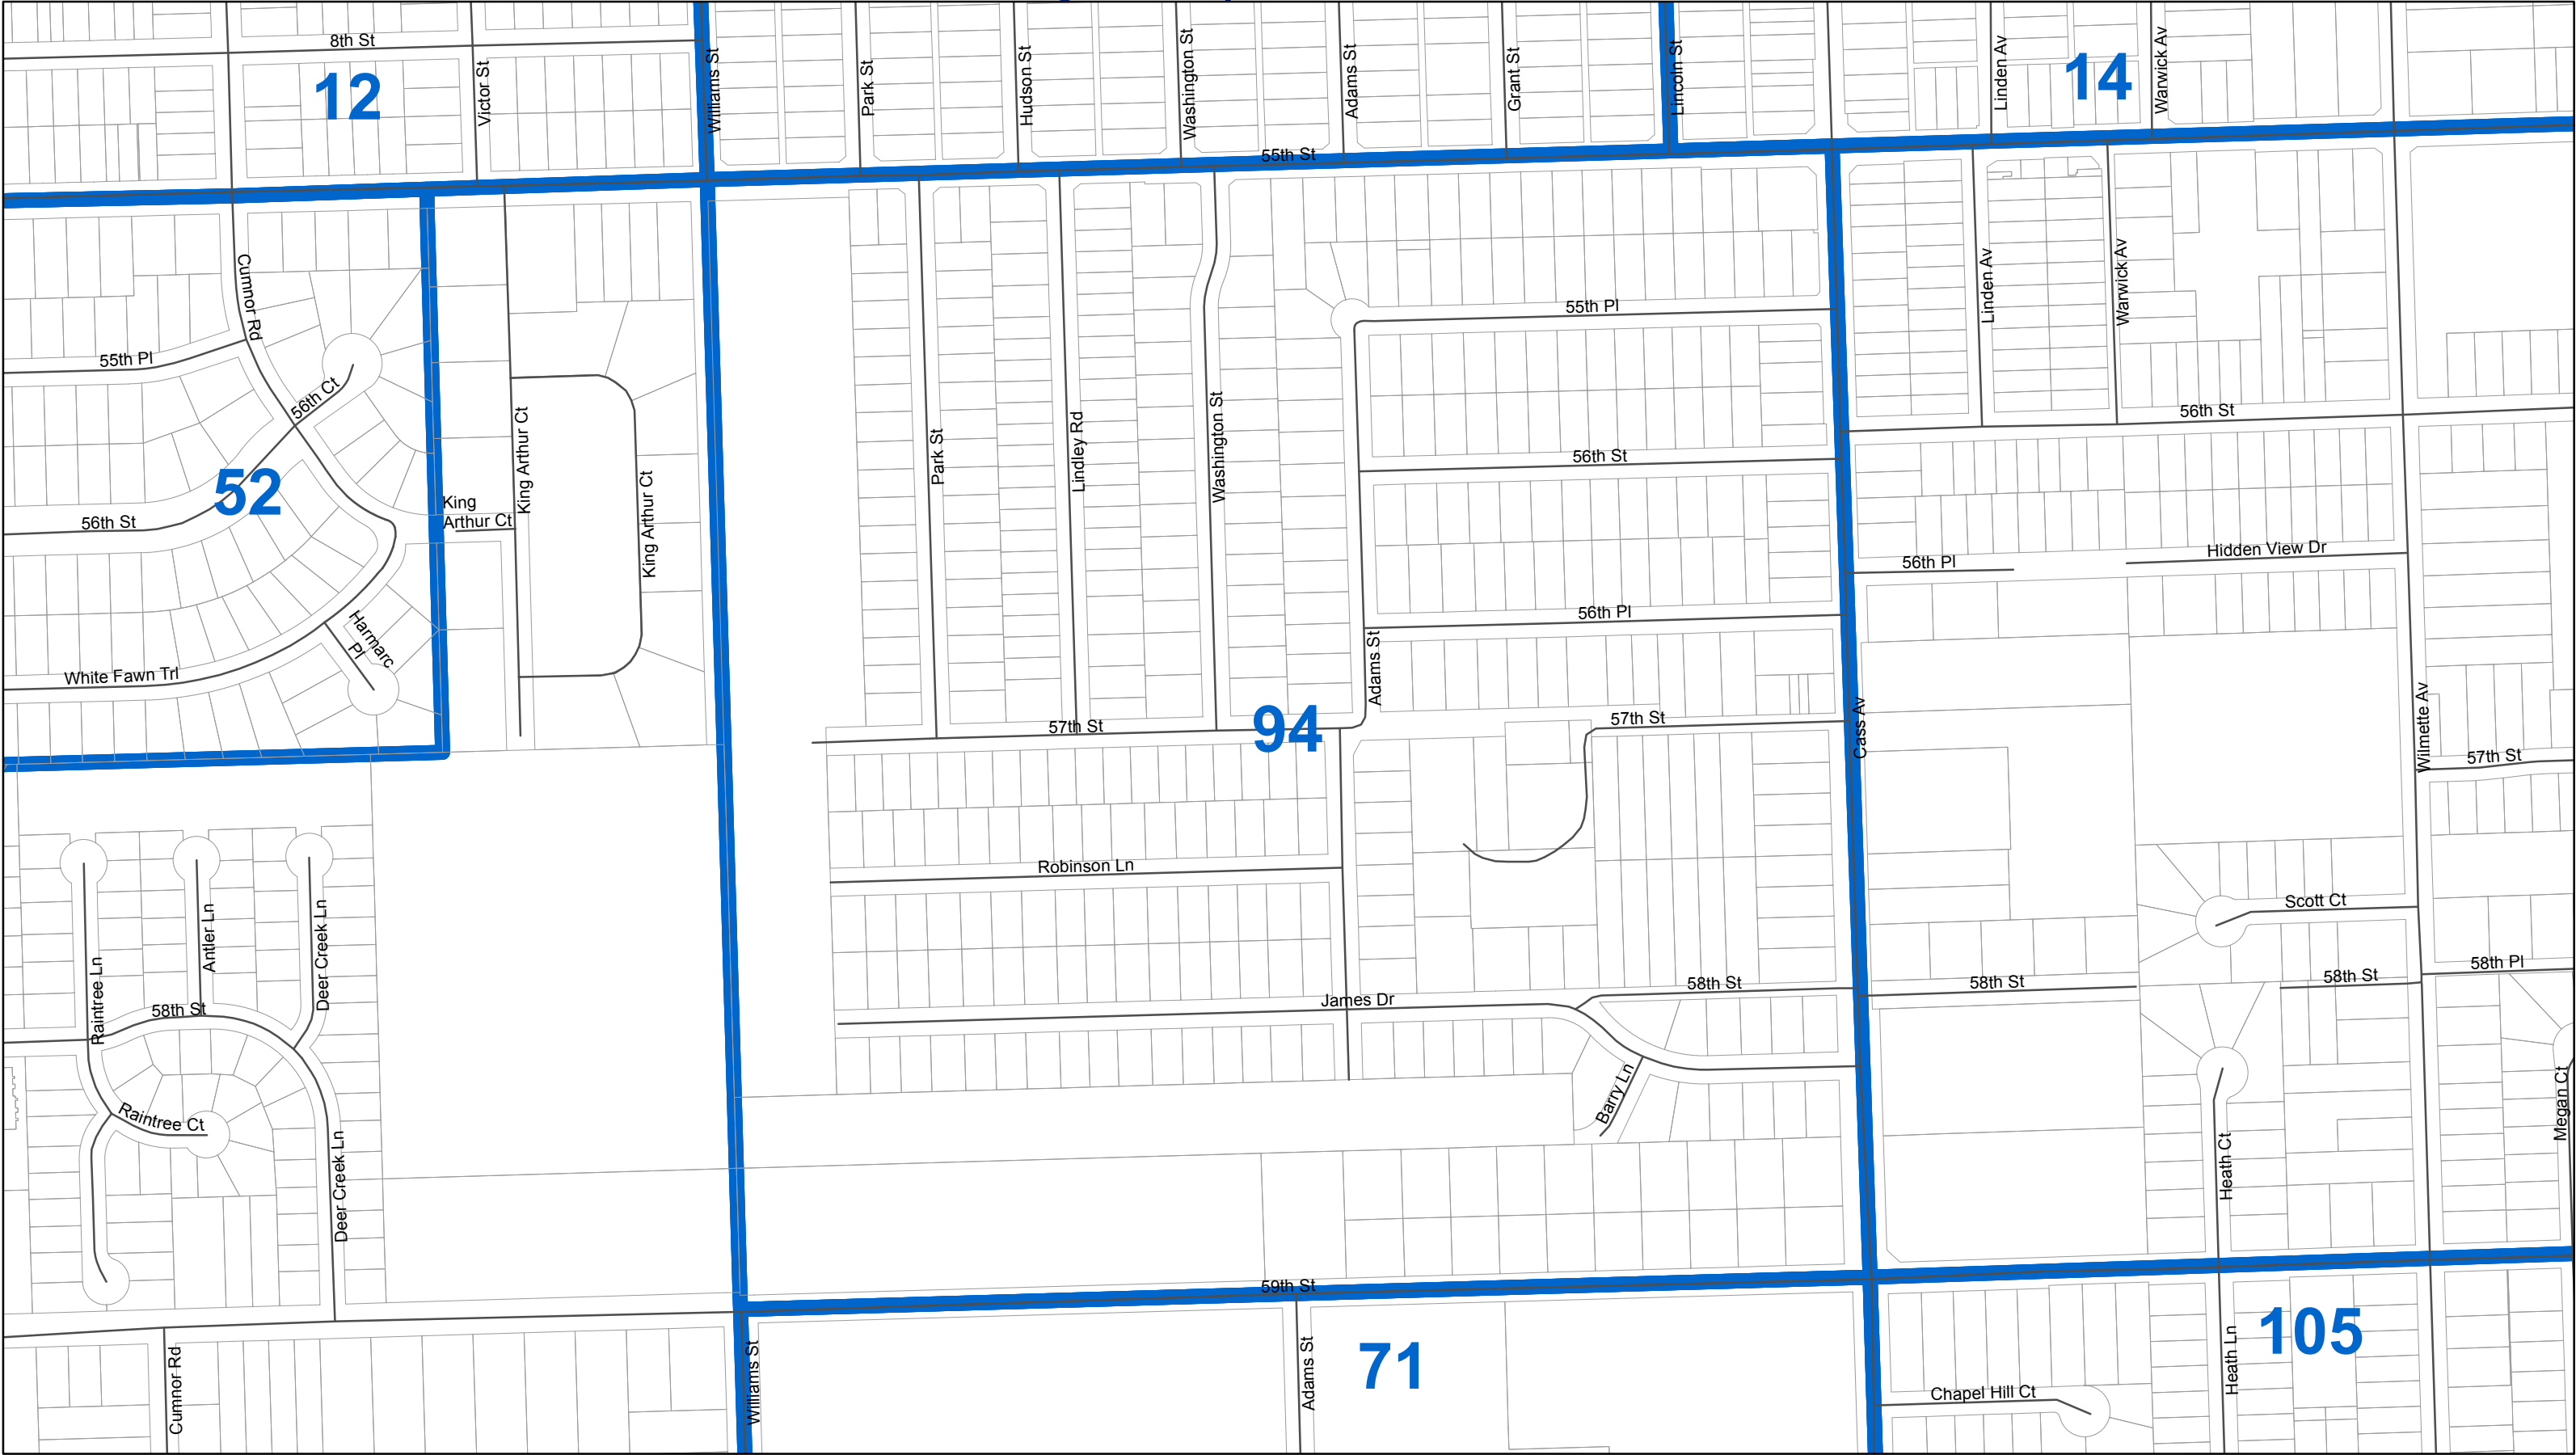 8th St
12
Victor St
Williams St
Park St
Hudson St
Washington St
Adams St
Grant St
Lincoln St
Linden Av
14
Warwick Av
55th St
Cumnor Rd
55th Pl
56th Ct
52
56th St
King
Arthur Ct
King Arthur Ct
King Arthur Ct
Harmarc
Pl
White Fawn Trl
Park St
Lindley Rd
Washington St
55th Pl
56th St
56th Pl
Adams St
57th St
94
57th St
Cass Av
Linden Av
Warwick Av
56th St
56th Pl
Hidden View Dr
Wilmette Av
57th St
Robinson Ln
Scott Ct
58th Pl
58th St
58th St
58th St
James Dr
Barry Ln
Raintree Ln
Antler Ln
Deer Creek Ln
58th St
Raintree Ct
Deer Creek Ln
Heath Ct
Megan Ct
59th St
Cumnor Rd
Williams St
Adams St
71
105
Heath Ln
Chapel Hill Ct